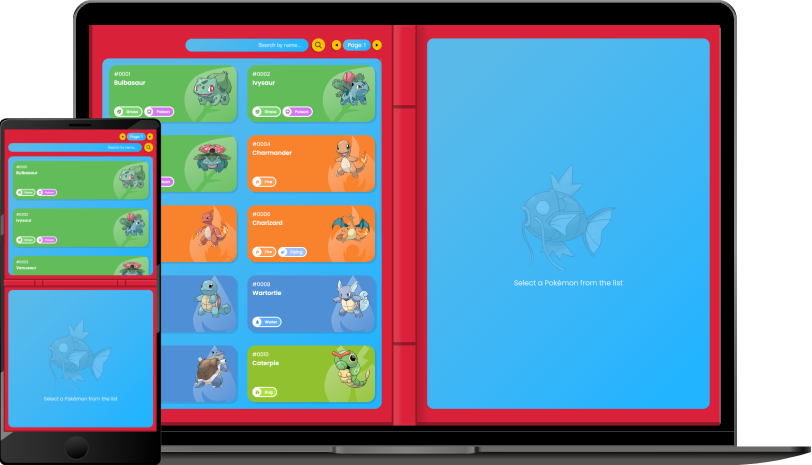 Search by name...
Page 1
#0001
Bulbasaur
Grass
Poison
#0002
Ivysaur
Grass
Poison
#0004
Charmander
Fire
#0006
Charizard
Fire
Flying
#0008
Wartortle
Water
#0010
Caterpie
Bug
Select a Pokémon from the list
Page 1
Search by name...
#0001
Bulbasaur
Grass
Poison
#0002
Ivysaur
Grass
Poison
#0003
Venusaur
Select a Pokémon from the list